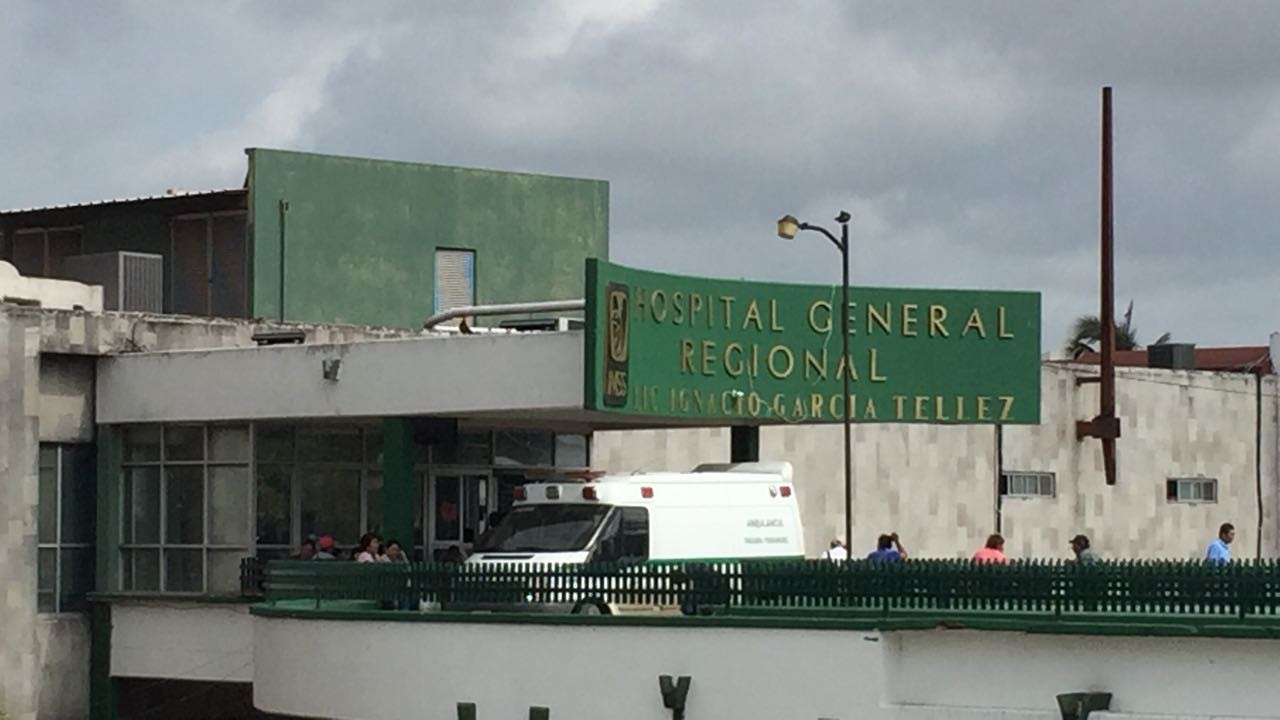 IMSS
HOSPITAL GENERAL
REGIONAL
LIC IGNACIO GARCIA TELLEZ
AMBULANCIA